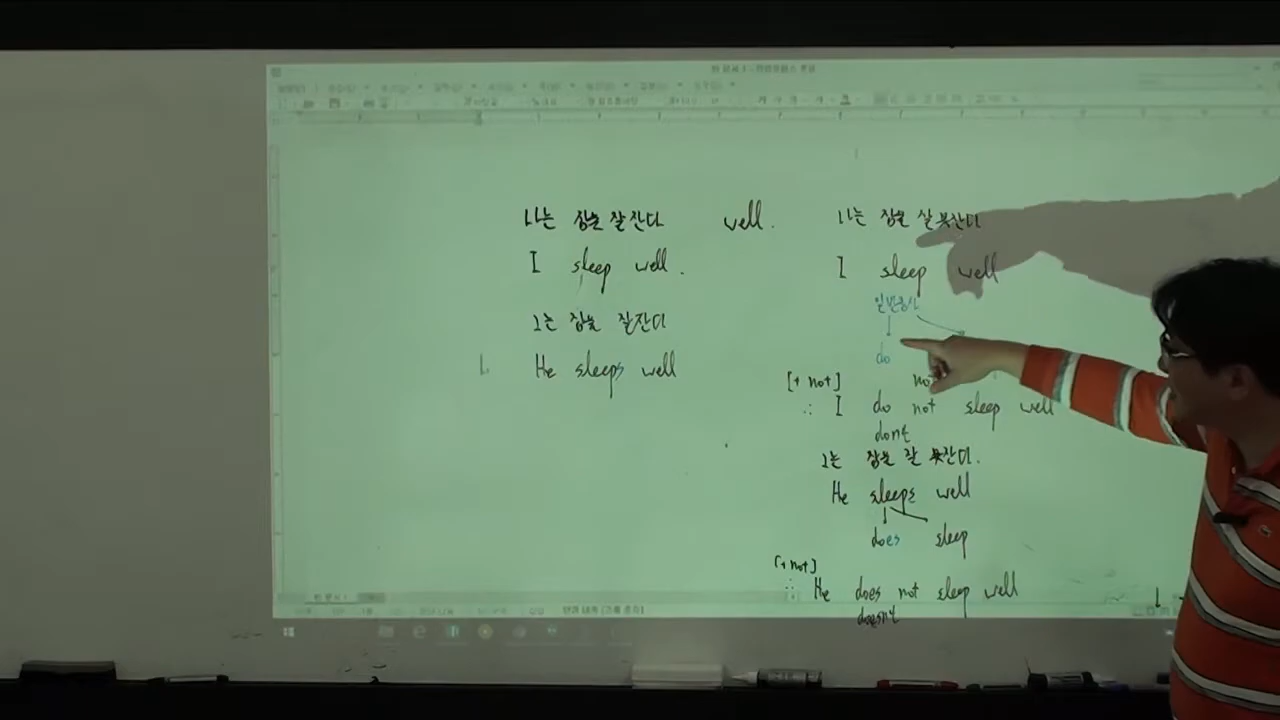 나는 잠을 잘잔다 well.
I sleep well.
그는 잠을 잘잔다
He sleeps well
나는 잠을 잘 못잔다
I sleep well
일반동사
do
[+ not] no
∴ I do not sleep well
don't
그는 잠을 잘 못잔다.
He sleeps well
does sleep
[+ not]
∴ He does not sleep well
doesn't